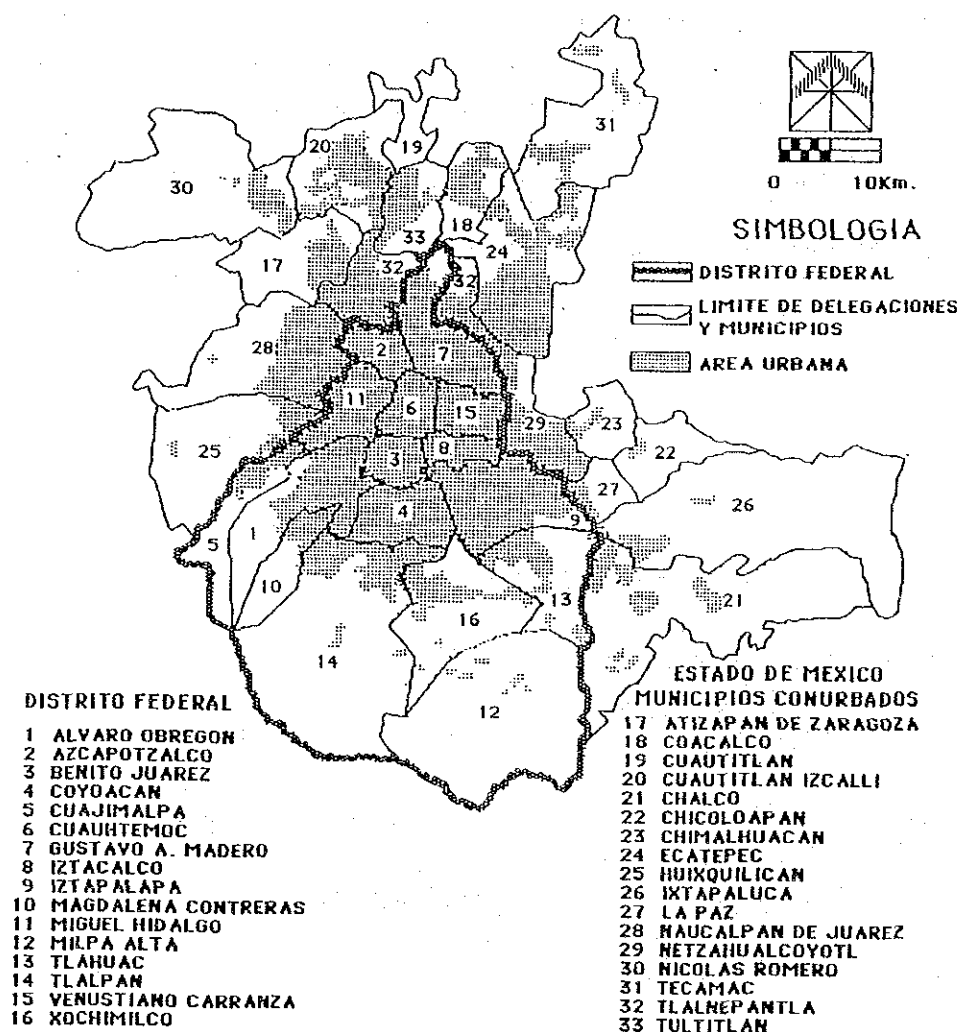 31
20
19
30
0 10Km.
18
33
SIMBOLOGIA
24
17
32
32
DISTRITO FEDERAL
LIMITE DE DELEGACIONES
Y MUNICIPIOS
28
2
7
AREA URBANA
11
6
15
29
23
25
3
8
22
27
26
4
9
1
5
10
13
21
16
14
12
DISTRITO FEDERAL
1 ALVARO OBREGON
2 AZCAPOTZALCO
3 BENITO JUAREZ
4 COYOACAN
5 CUAJIMALPA
6 CUAUHTEMOC
7 GUSTAVO A. MADERO
8 IZTACALCO
9 IZTAPALAPA
10 MAGDALENA CONTRERAS
11 MIGUEL HIDALGO
12 MILPA ALTA
13 TLAHUAC
14 TLALPAN
15 VENUSTIANO CARRANZA
16 XOCHIMILCO
ESTADO DE MEXICO
MUNICIPIOS CONURBADOS
17 ATIZAPAN DE ZARAGOZA
18 COACALCO
19 CUAUTITLAN
20 CUAUTITLAN IZCALLI
21 CHALCO
22 CHICOLOAPAN
23 CHIMALHUACAN
24 ECATEPEC
25 HUIXQUILICAN
26 IXTAPALUCA
27 LA PAZ
28 NAUCALPAN DE JUAREZ
29 NETZAHUALCOYOTL
30 NICOLAS ROMERO
31 TECAMAC
32 TLALNEPANTLA
33 TULTITLAN